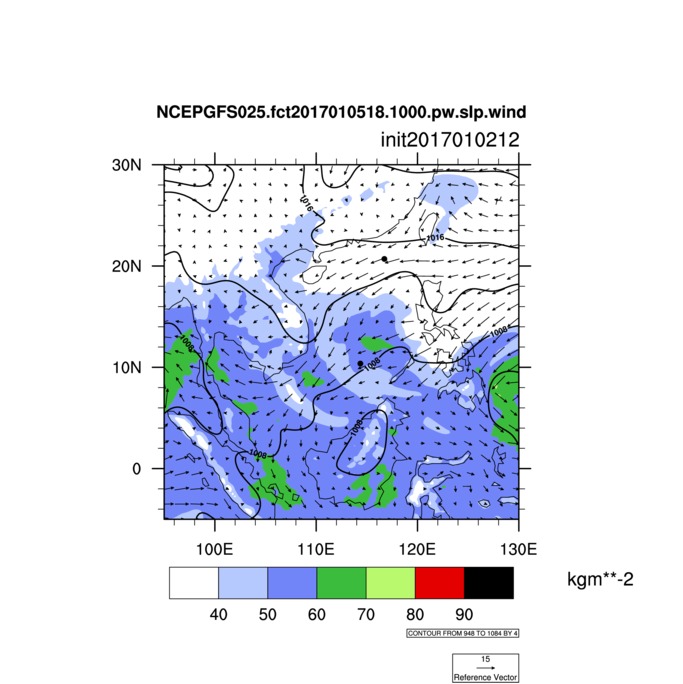 NCEPGFS025.fct2017010518.1000.pw.slp.wind
init2017010212
30N
1016
1016
20N
1008
1008
10N
1008
1008
1008
0
100E
110E
120E
130E
kgm**-2
40
50
60
70
80
90
CONTOUR FROM 948 TO 1084 BY 4
15
Reference Vector